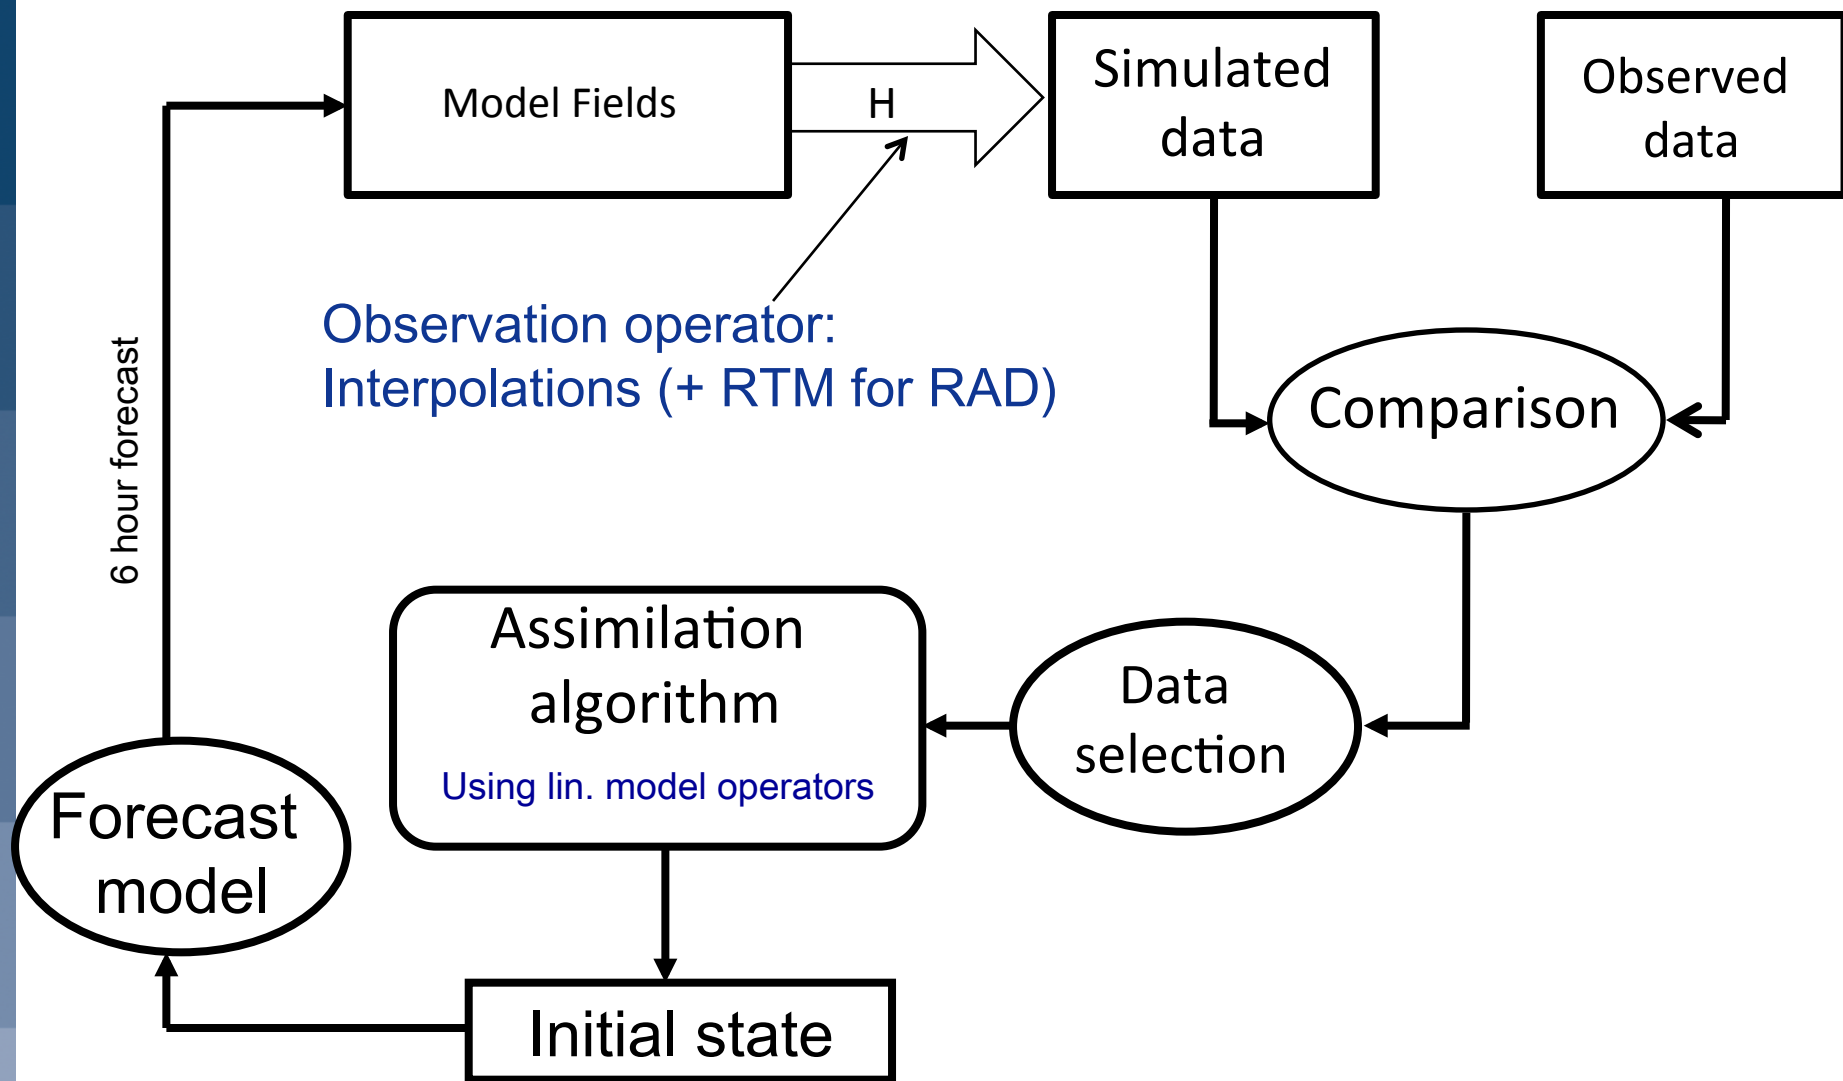 Model Fields
H
Simulated
data
Observed
data
Observation operator:
Interpolations (+ RTM for RAD)
6 hour forecast
Comparison
Assimilation
algorithm
Using lin. model operators
Data
selection
Forecast
model
Initial state